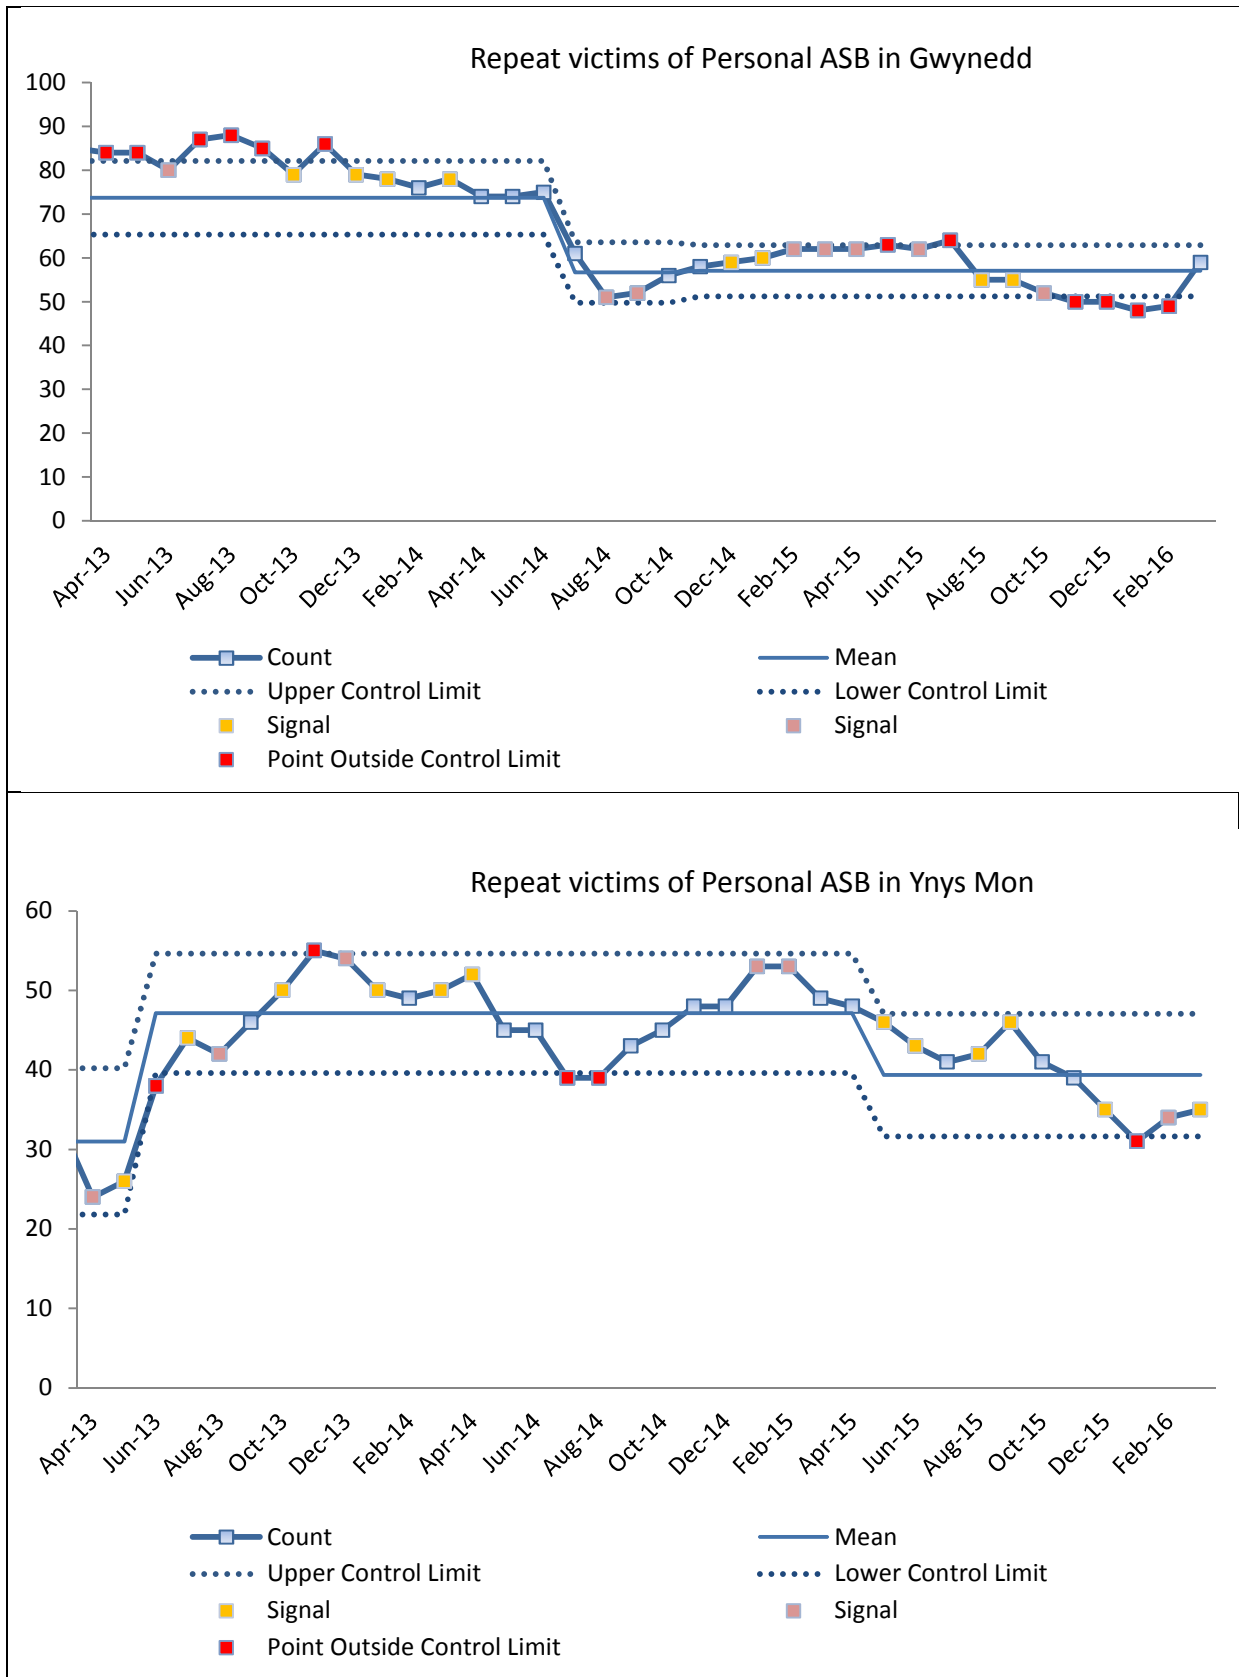 Repeat victims of Personal ASB in Gwynedd
100
90
80
70
60
50
40
30
20
10
0
Apr-13 Jun-13 Aug-13 Oct-13 Dec-13 Feb-14 Apr-14 Jun-14 Aug-14 Oct-14 Dec-14 Feb-15 Apr-15 Jun-15 Aug-15 Oct-15 Dec-15 Feb-16
Count Mean
Upper Control Limit Lower Control Limit
Signal Signal
Point Outside Control Limit
Repeat victims of Personal ASB in Ynys Mon
60
50
40
30
20
10
0
Apr-13 Jun-13 Aug-13 Oct-13 Dec-13 Feb-14 Apr-14 Jun-14 Aug-14 Oct-14 Dec-14 Feb-15 Apr-15 Jun-15 Aug-15 Oct-15 Dec-15 Feb-16
Count Mean
Upper Control Limit Lower Control Limit
Signal Signal
Point Outside Control Limit